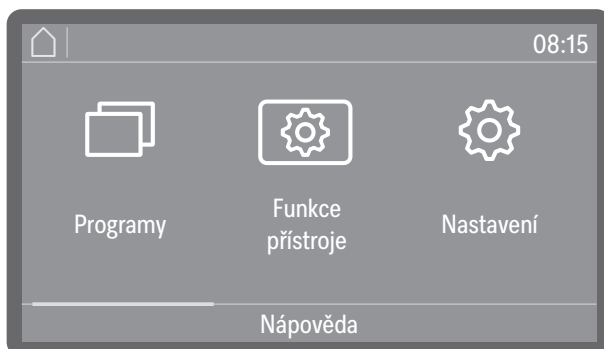 08:15
Programy
Funkce
přístroje
Nastavení
Nápověda